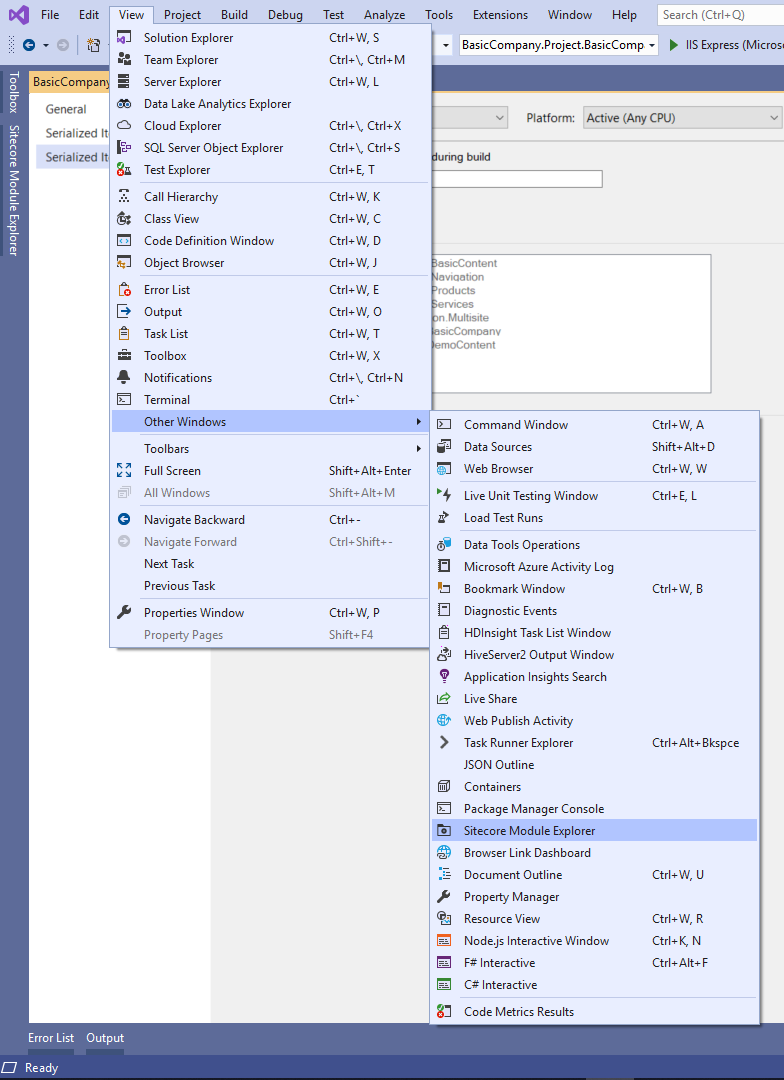 File Edit View Project Build Debug Test Analyze Tools Extensions Window Help Search (Ctrl+Q)
BasicCompany.Project.BasicComp IIS Express (Micros
Toolbox
Sitecore Module Explorer
BasicCompany
General
Serialized Ite
Serialized Ite
Platform: Active (Any CPU)
during build
BasicContent
Navigation
Products
Services
on.Multisite
BasicCompany
DemoContent
Solution Explorer Ctrl+W, S
Team Explorer Ctrl+\, Ctrl+M
Server Explorer Ctrl+W, L
Data Lake Analytics Explorer
Cloud Explorer Ctrl+\, Ctrl+X
SQL Server Object Explorer Ctrl+\, Ctrl+S
Test Explorer Ctrl+E, T
Call Hierarchy Ctrl+W, K
Class View Ctrl+W, C
Code Definition Window Ctrl+W, D
Object Browser Ctrl+W, J
Error List Ctrl+W, E
Output Ctrl+W, O
Task List Ctrl+W, T
Toolbox Ctrl+W, X
Notifications Ctrl+\, Ctrl+N
Terminal Ctrl+`
Other Windows
Toolbars
Full Screen Shift+Alt+Enter
All Windows Shift+Alt+M
Navigate Backward Ctrl+-
Navigate Forward Ctrl+Shift+-
Next Task
Previous Task
Properties Window Ctrl+W, P
Property Pages Shift+F4
Command Window Ctrl+W, A
Data Sources Shift+Alt+D
Web Browser Ctrl+W, W
Live Unit Testing Window Ctrl+E, L
Load Test Runs
Data Tools Operations
Microsoft Azure Activity Log
Bookmark Window Ctrl+W, B
Diagnostic Events
HDInsight Task List Window
HiveServer2 Output Window
Application Insights Search
Live Share
Web Publish Activity
Task Runner Explorer Ctrl+Alt+Bkspce
JSON Outline
Containers
Package Manager Console
Sitecore Module Explorer
Browser Link Dashboard
Document Outline Ctrl+W, U
Property Manager
Resource View Ctrl+W, R
Node.js Interactive Window Ctrl+K, N
F# Interactive Ctrl+Alt+F
C# Interactive
Code Metrics Results
Error List Output
Ready